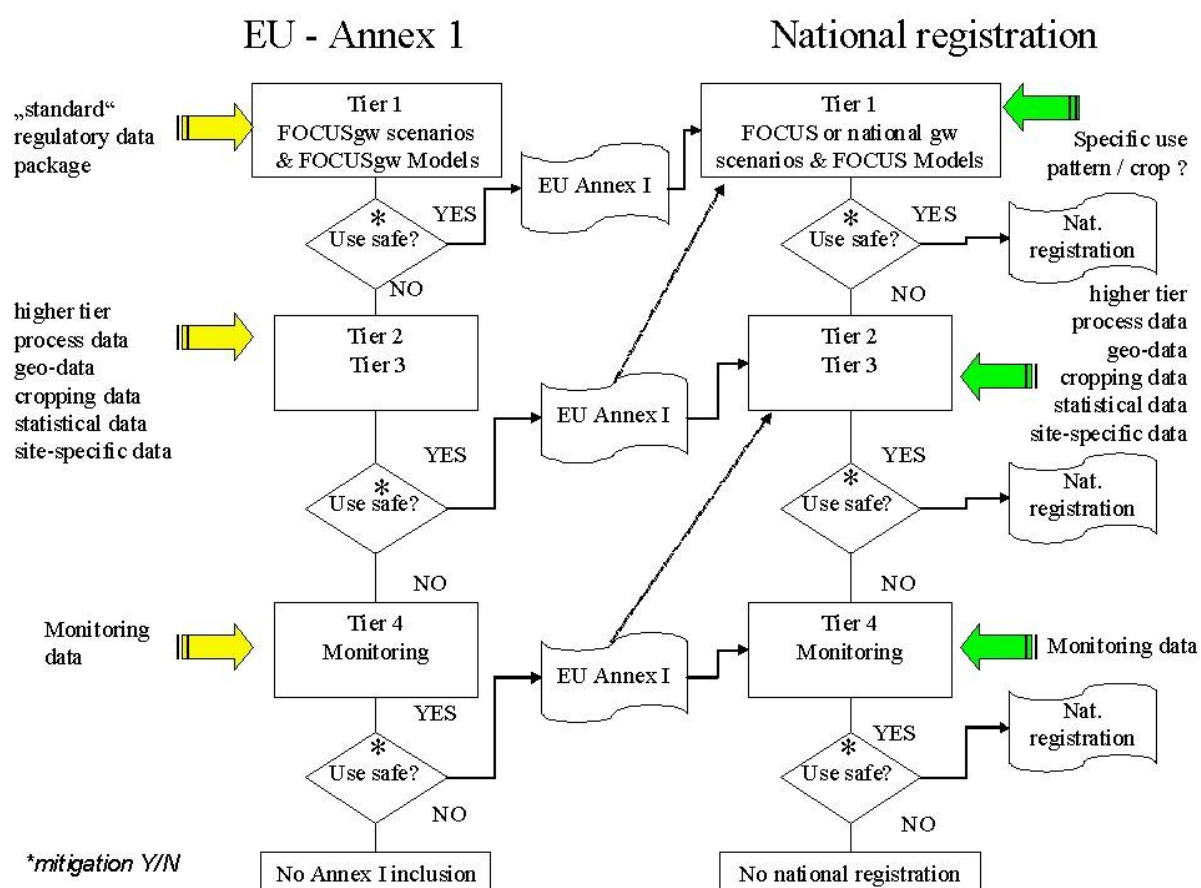 EU - Annex 1
National registration
„standard“
regulatory data
package
Tier 1
FOCUSgw scenarios
& FOCUSgw Models
EU Annex I
Tier 1
FOCUS or national gw
scenarios & FOCUS Models
Specific use
pattern / crop ?
*
Use safe?
YES
NO
*
Use safe?
YES
NO
Nat.
registration
higher tier
process data
geo-data
cropping data
statistical data
site-specific data
Tier 2
Tier 3
EU Annex I
Tier 2
Tier 3
higher tier
process data
geo-data
cropping data
statistical data
site-specific data
*
Use safe?
YES
NO
*
Use safe?
YES
NO
Nat.
registration
Monitoring
data
Tier 4
Monitoring
EU Annex I
Tier 4
Monitoring
Monitoring data
*
Use safe?
YES
NO
*
Use safe?
YES
NO
Nat.
registration
*mitigation Y/N
No Annex I inclusion
No national registration